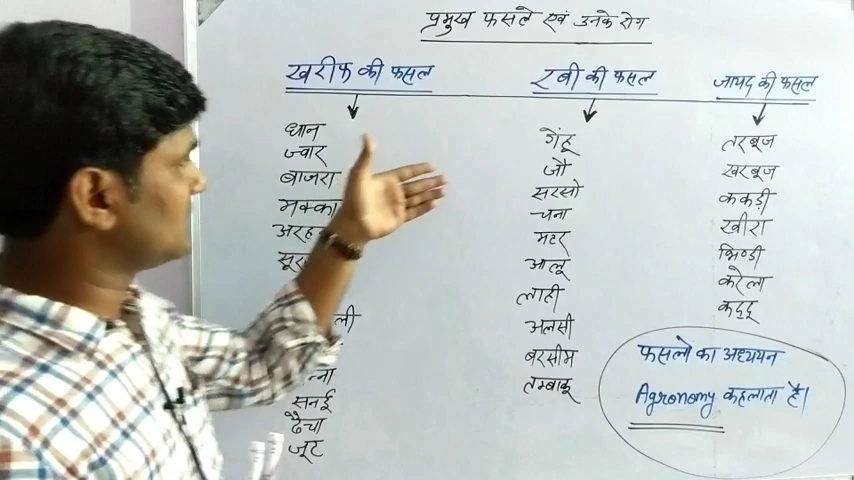 प्रमुख फसले एवं उनके रोग
खरीफ की फसल
धान
ज्वार
बाजरा
मक्का
सनई
ढैचा
जूट
रबी की फसल
गेंहू
जौ
सरसो
चना
मटर
आलू
लाही
अलसी
बरसीम
तम्बाकू
जायद की फसल
तरबूज
खरबूज
ककड़ी
खीरा
भिण्डी
करेला
कद्दू
फसलो का अध्ययन
Agronomy कहलाता है।